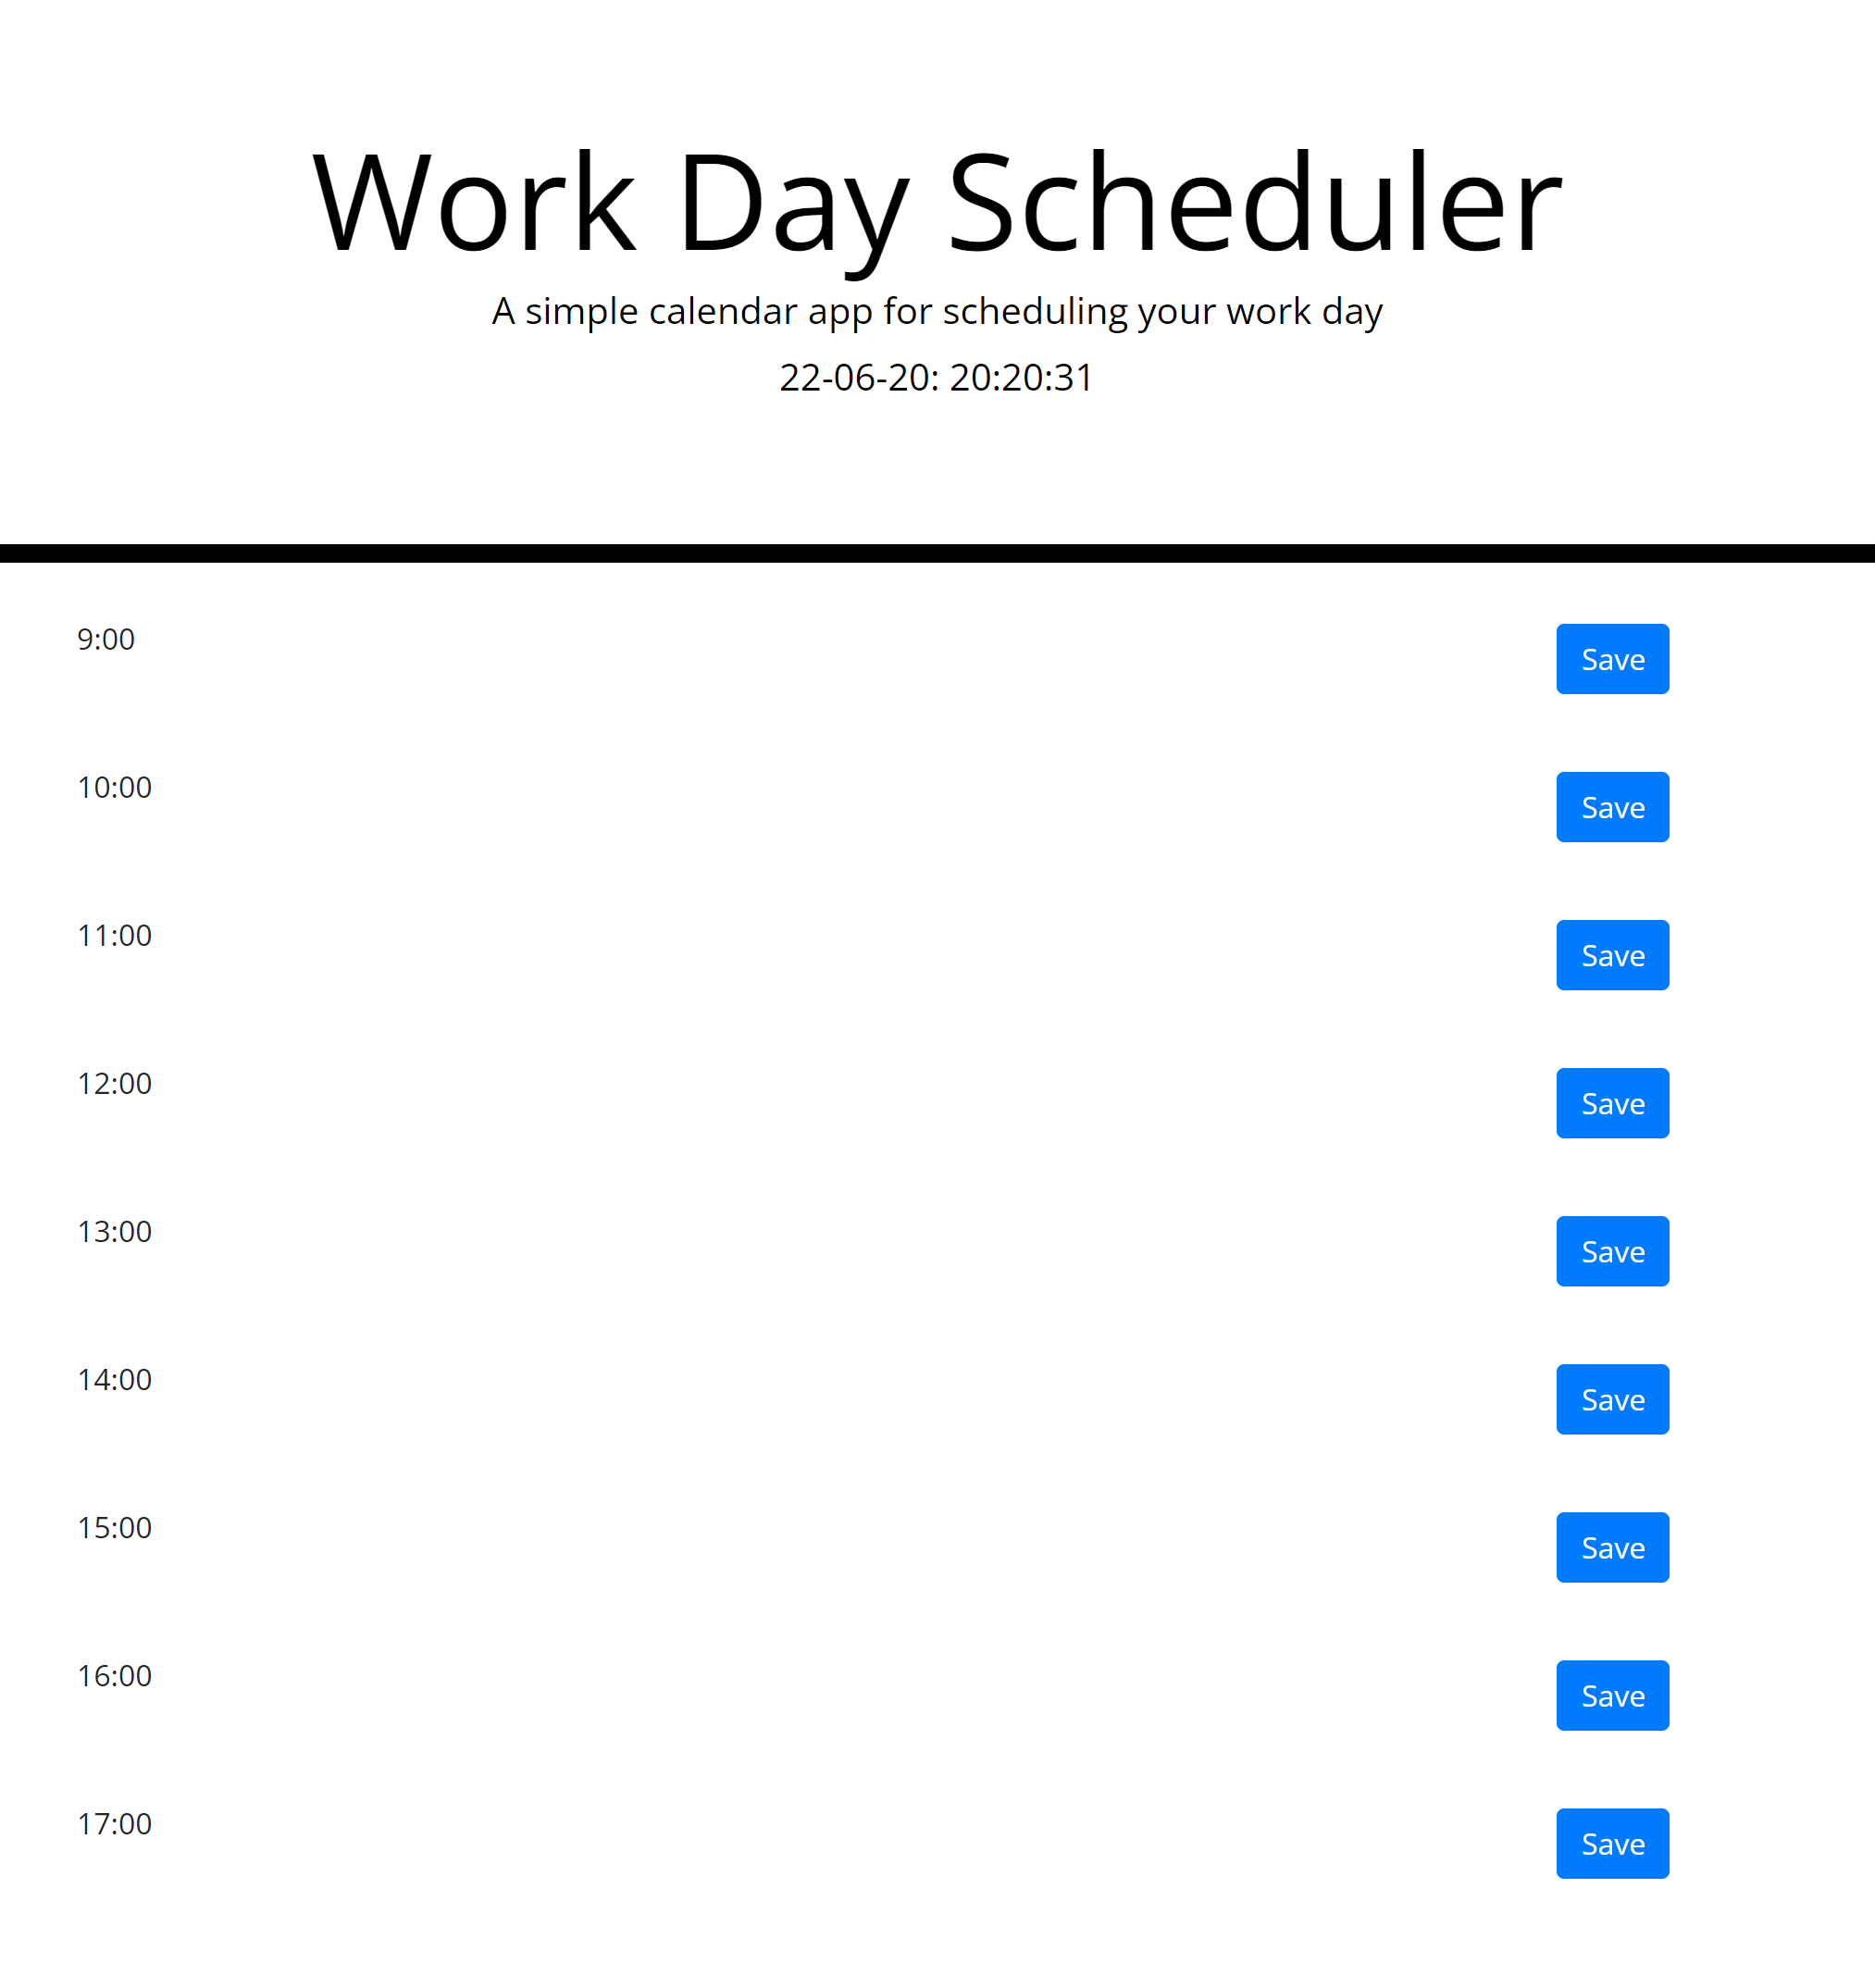 Work Day Scheduler
A simple calendar app for scheduling your work day
22-06-20: 20:20:31
9:00 Save
10:00 Save
11:00 Save
12:00 Save
13:00 Save
14:00 Save
15:00 Save
16:00 Save
17:00 Save